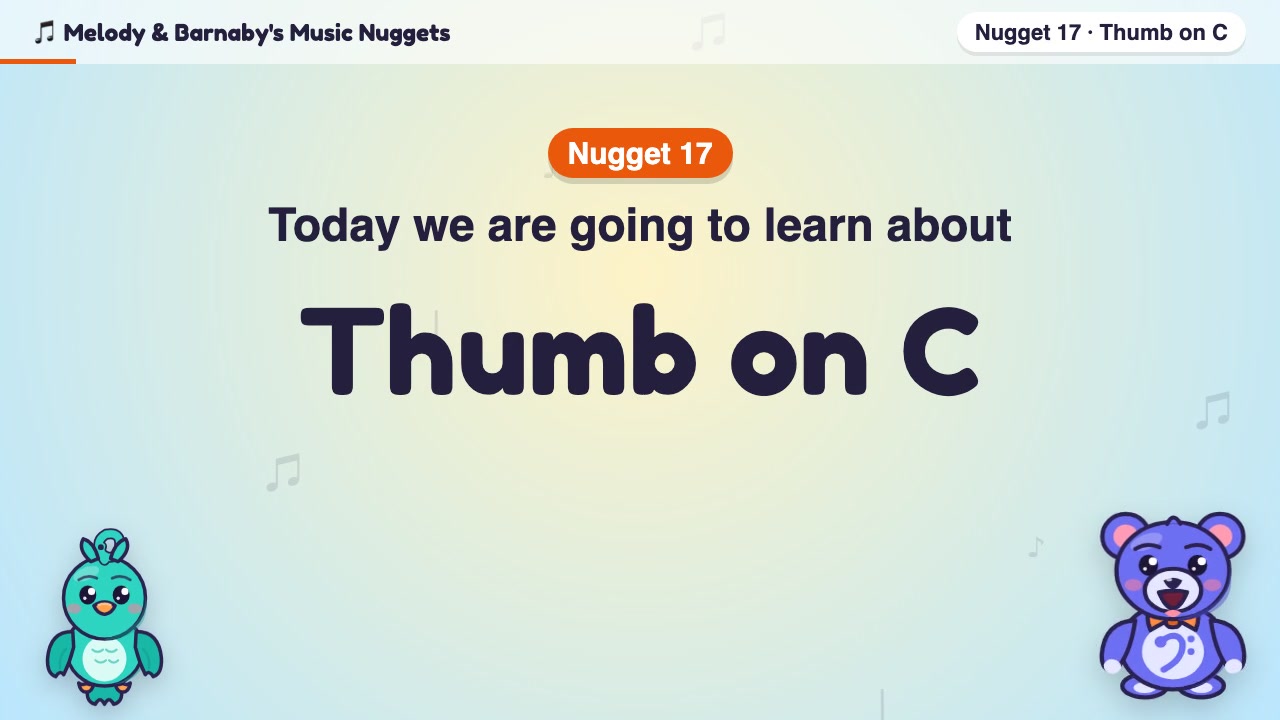 🎵 Melody & Barnaby's Music Nuggets
Nugget 17 · Thumb on C
Nugget 17
Today we are going to learn about
Thumb on C